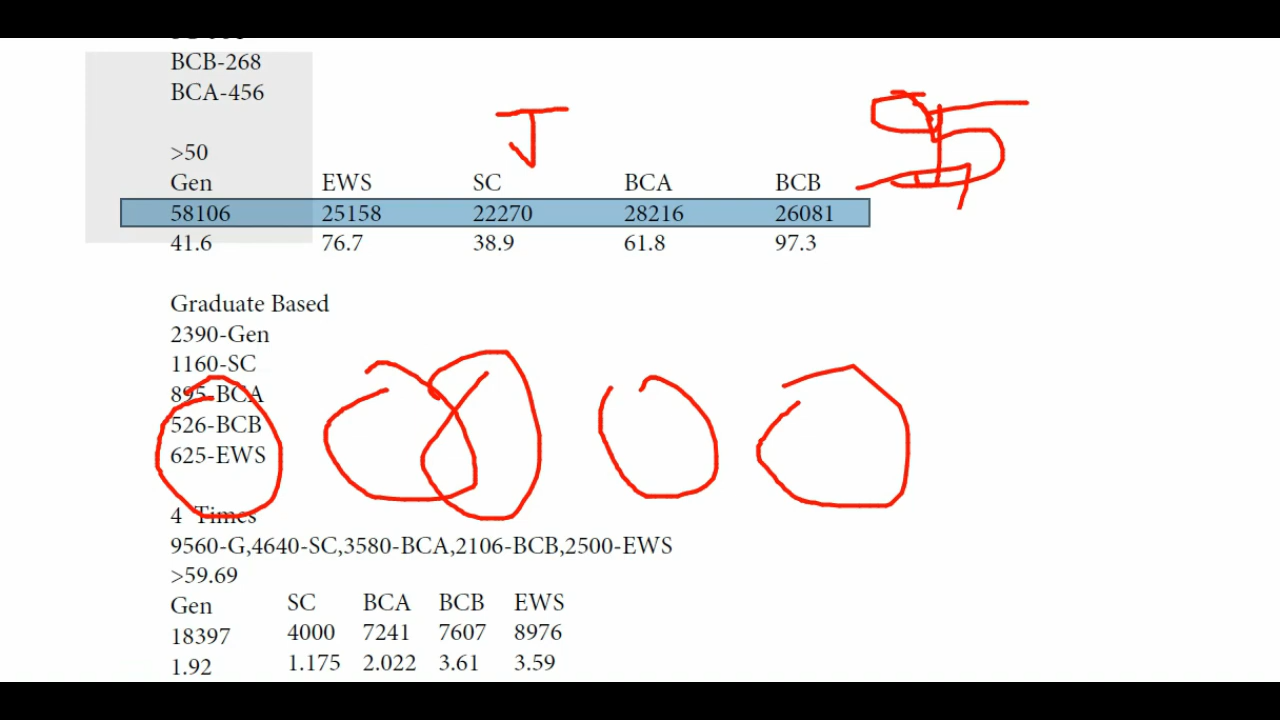 BCB-268
BCA-456
>50
Gen EWS SC BCA BCB
58106 25158 22270 28216 26081
41.6 76.7 38.9 61.8 97.3
Graduate Based
2390-Gen
1160-SC
895-BCA
526-BCB
625-EWS
4 Times
9560-G,4640-SC,3580-BCA,2106-BCB,2500-EWS
>59.69
Gen SC BCA BCB EWS
18397 4000 7241 7607 8976
1.92 1.175 2.022 3.61 3.59